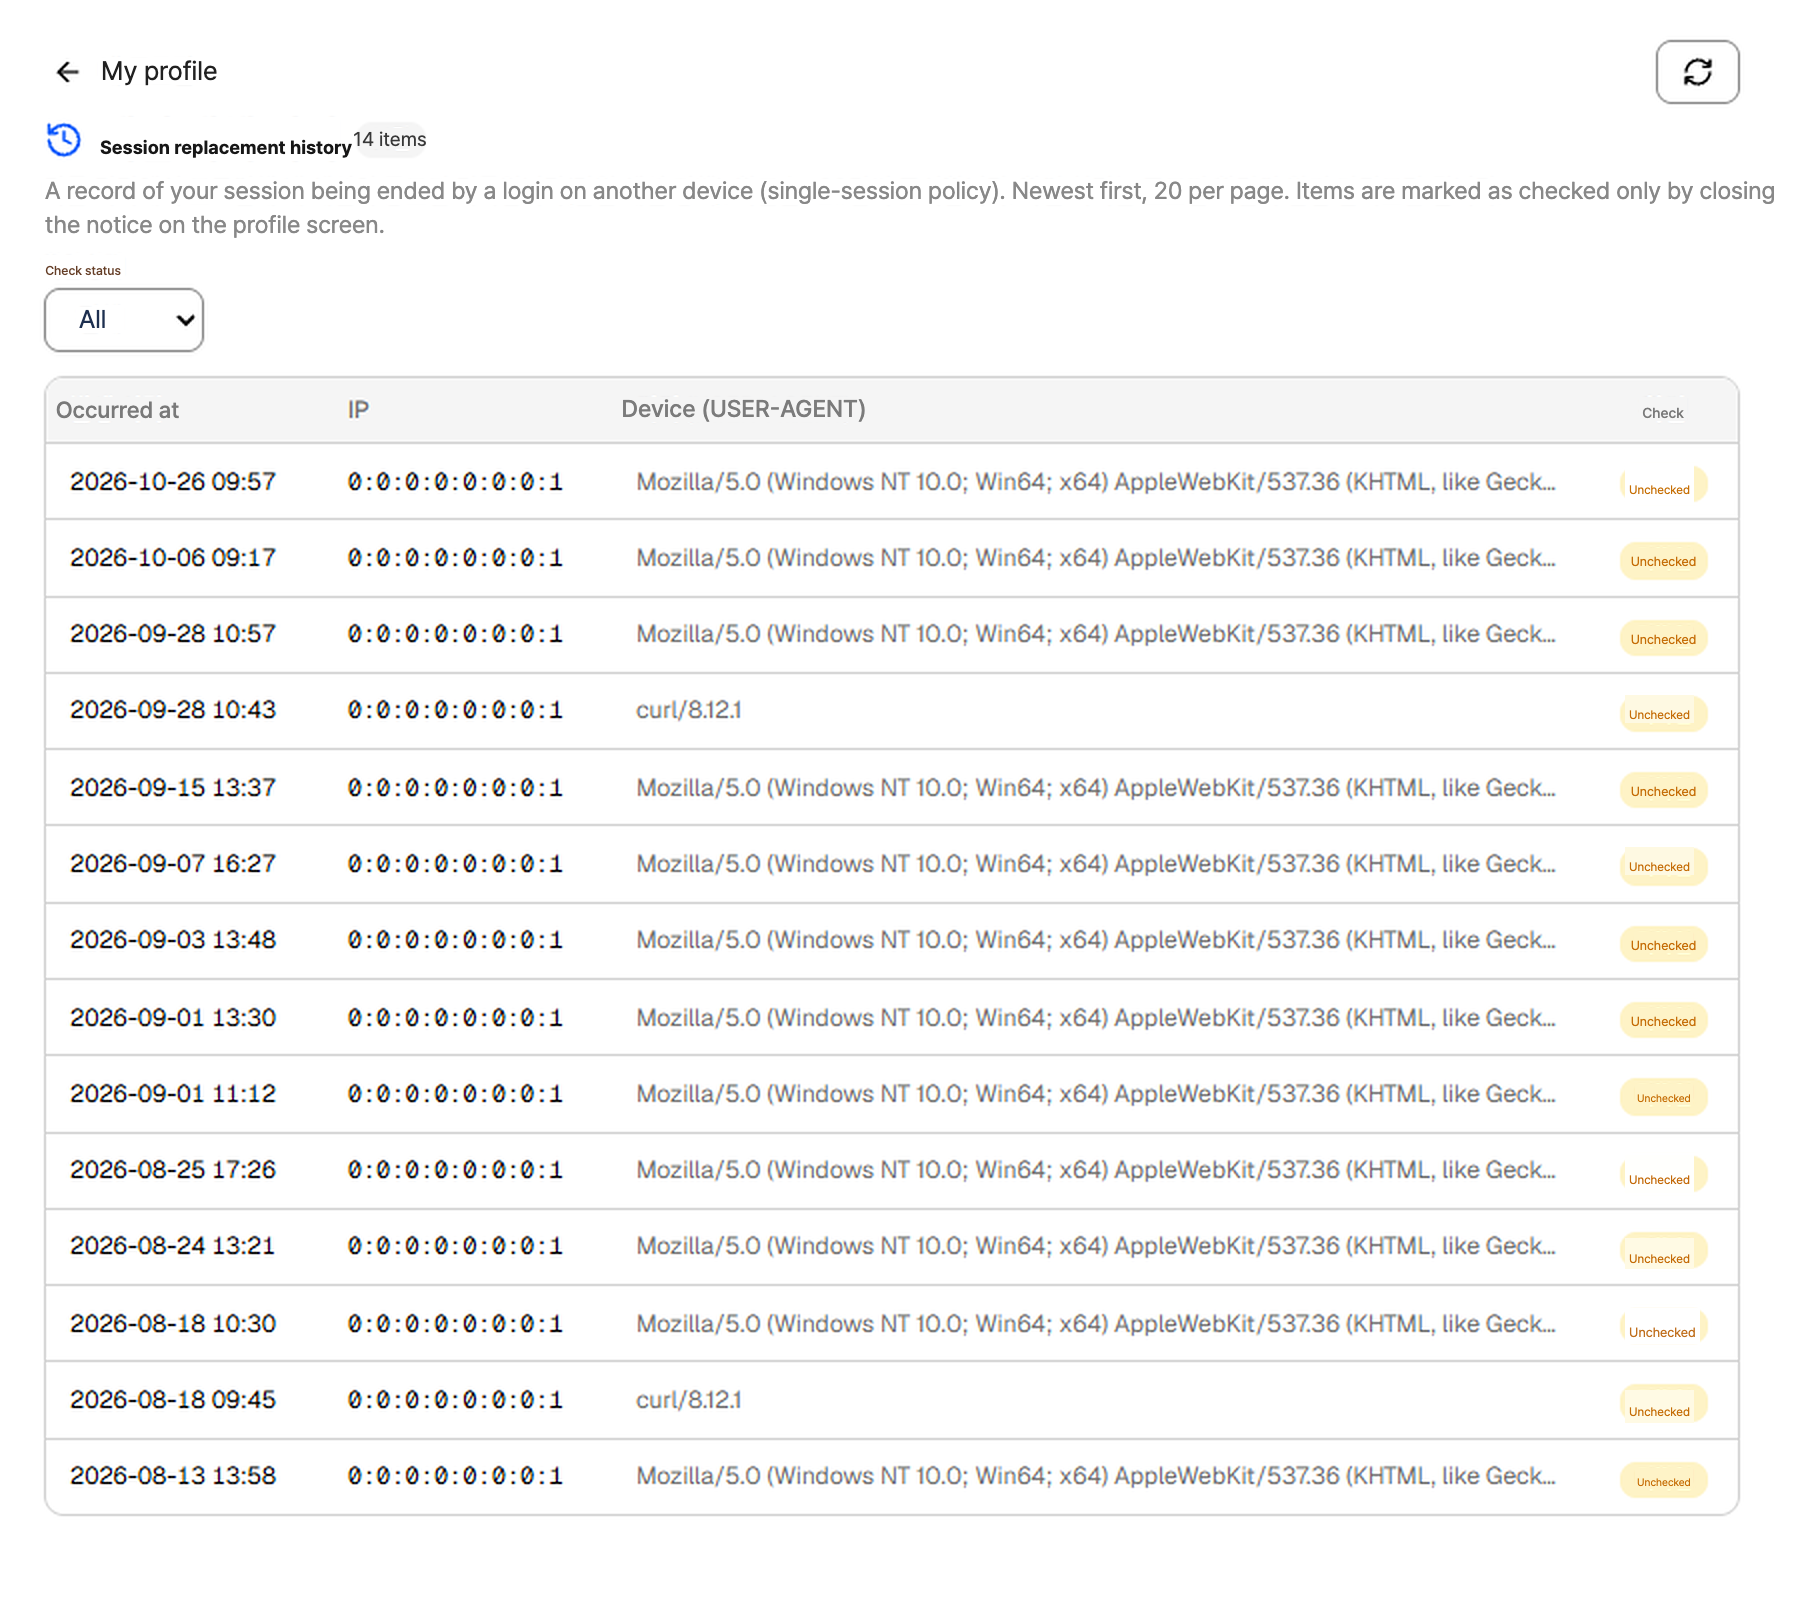 My profile
Session replacement history 14 items
A record of your session being ended by a login on another device (single-session policy). Newest first, 20 per page. Items are marked as checked only by closing
the notice on the profile screen.
Check status
All
Occurred at IP Device (USER-AGENT) Check
2026-10-26 09:57 0:0:0:0:0:0:0:1 Mozilla/5.0 (Windows NT 10.0; Win64; x64) AppleWebKit/537.36 (KHTML, like Geck... Unchecked
2026-10-06 09:17 0:0:0:0:0:0:0:1 Mozilla/5.0 (Windows NT 10.0; Win64; x64) AppleWebKit/537.36 (KHTML, like Geck... Unchecked
2026-09-28 10:57 0:0:0:0:0:0:0:1 Mozilla/5.0 (Windows NT 10.0; Win64; x64) AppleWebKit/537.36 (KHTML, like Geck... Unchecked
2026-09-28 10:43 0:0:0:0:0:0:0:1 curl/8.12.1 Unchecked
2026-09-15 13:37 0:0:0:0:0:0:0:1 Mozilla/5.0 (Windows NT 10.0; Win64; x64) AppleWebKit/537.36 (KHTML, like Geck... Unchecked
2026-09-07 16:27 0:0:0:0:0:0:0:1 Mozilla/5.0 (Windows NT 10.0; Win64; x64) AppleWebKit/537.36 (KHTML, like Geck... Unchecked
2026-09-03 13:48 0:0:0:0:0:0:0:1 Mozilla/5.0 (Windows NT 10.0; Win64; x64) AppleWebKit/537.36 (KHTML, like Geck... Unchecked
2026-09-01 13:30 0:0:0:0:0:0:0:1 Mozilla/5.0 (Windows NT 10.0; Win64; x64) AppleWebKit/537.36 (KHTML, like Geck... Unchecked
2026-09-01 11:12 0:0:0:0:0:0:0:1 Mozilla/5.0 (Windows NT 10.0; Win64; x64) AppleWebKit/537.36 (KHTML, like Geck... Unchecked
2026-08-25 17:26 0:0:0:0:0:0:0:1 Mozilla/5.0 (Windows NT 10.0; Win64; x64) AppleWebKit/537.36 (KHTML, like Geck... Unchecked
2026-08-24 13:21 0:0:0:0:0:0:0:1 Mozilla/5.0 (Windows NT 10.0; Win64; x64) AppleWebKit/537.36 (KHTML, like Geck... Unchecked
2026-08-18 10:30 0:0:0:0:0:0:0:1 Mozilla/5.0 (Windows NT 10.0; Win64; x64) AppleWebKit/537.36 (KHTML, like Geck... Unchecked
2026-08-18 09:45 0:0:0:0:0:0:0:1 curl/8.12.1 Unchecked
2026-08-13 13:58 0:0:0:0:0:0:0:1 Mozilla/5.0 (Windows NT 10.0; Win64; x64) AppleWebKit/537.36 (KHTML, like Geck... Unchecked